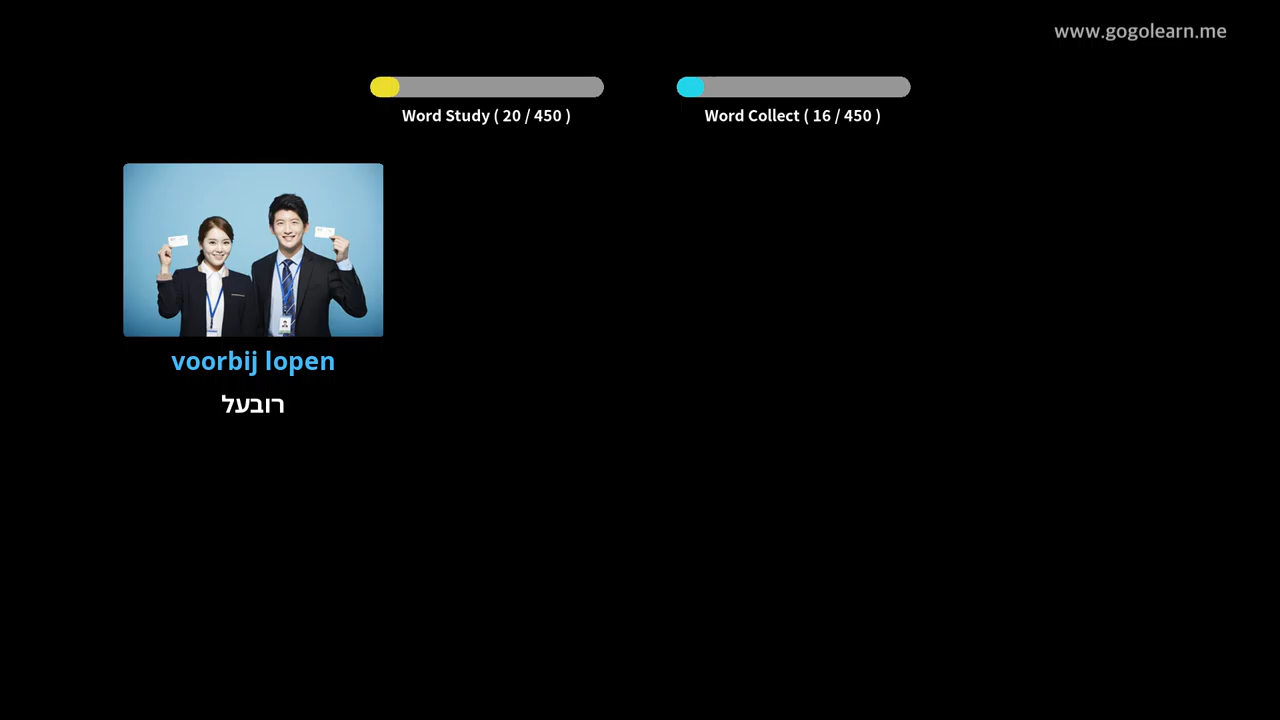 www.gogolearn.me
Word Study ( 20 / 450 )
Word Collect ( 16 / 450 )
voorbij lopen
רובעל